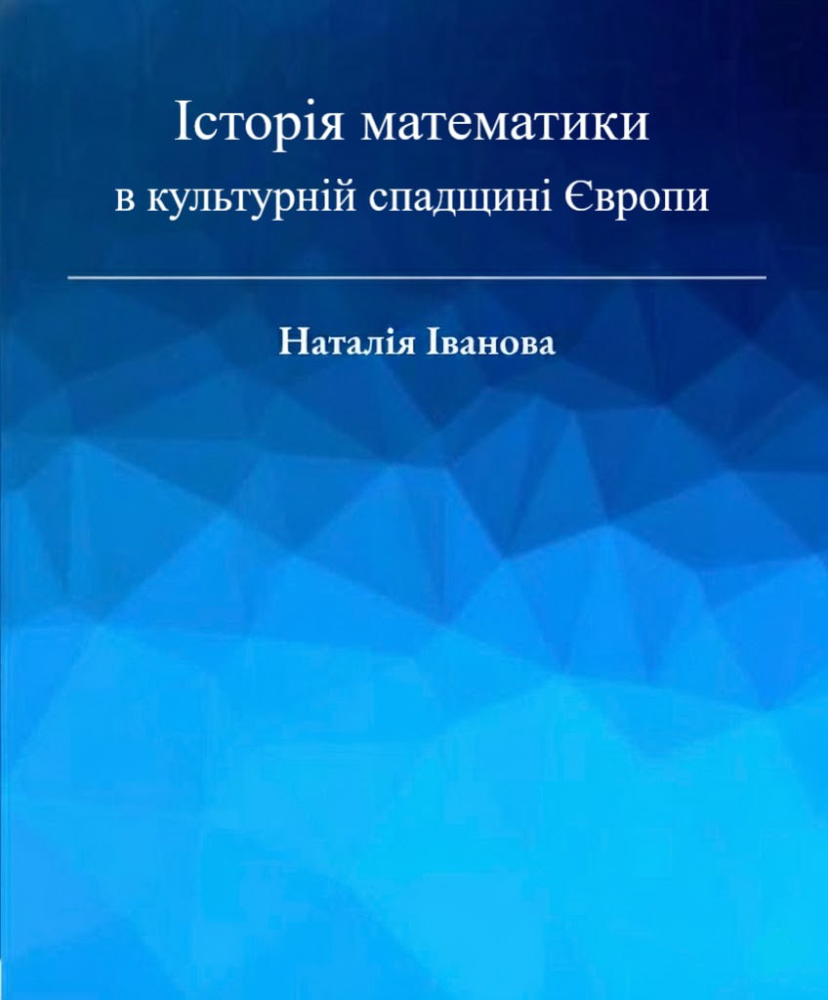 Історія математики
в культурній спадщині Європи
Наталія Іванова